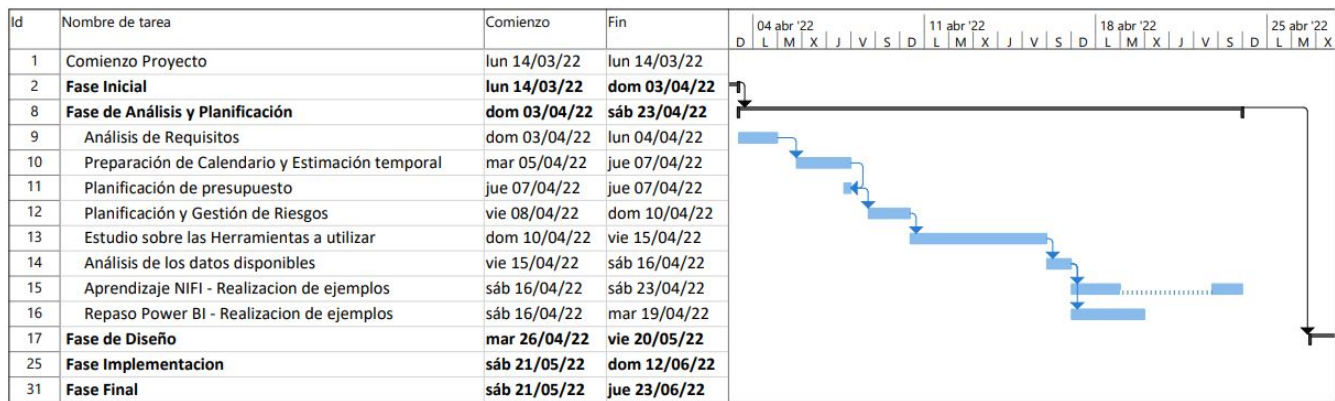 Id Nombre de tarea Comienzo Fin 04 abr '22 11 abr '22 18 abr '22 25 abr '22
D L M X J V S D L M X J V S D L M X J V S D L M X
1 Comienzo Proyecto lun 14/03/22 lun 14/03/22
2 Fase Inicial lun 14/03/22 dom 03/04/22
8 Fase de Análisis y Planificación dom 03/04/22 sáb 23/04/22
9 Análisis de Requisitos dom 03/04/22 lun 04/04/22
10 Preparación de Calendario y Estimación temporal mar 05/04/22 jue 07/04/22
11 Planificación de presupuesto jue 07/04/22 jue 07/04/22
12 Planificación y Gestión de Riesgos vie 08/04/22 dom 10/04/22
13 Estudio sobre las Herramientas a utilizar dom 10/04/22 vie 15/04/22
14 Análisis de los datos disponibles vie 15/04/22 sáb 16/04/22
15 Aprendizaje NIFI - Realizacion de ejemplos sáb 16/04/22 sáb 23/04/22
16 Repaso Power BI - Realizacion de ejemplos sáb 16/04/22 mar 19/04/22
17 Fase de Diseño mar 26/04/22 vie 20/05/22
25 Fase Implementacion sáb 21/05/22 dom 12/06/22
31 Fase Final sáb 21/05/22 jue 23/06/22